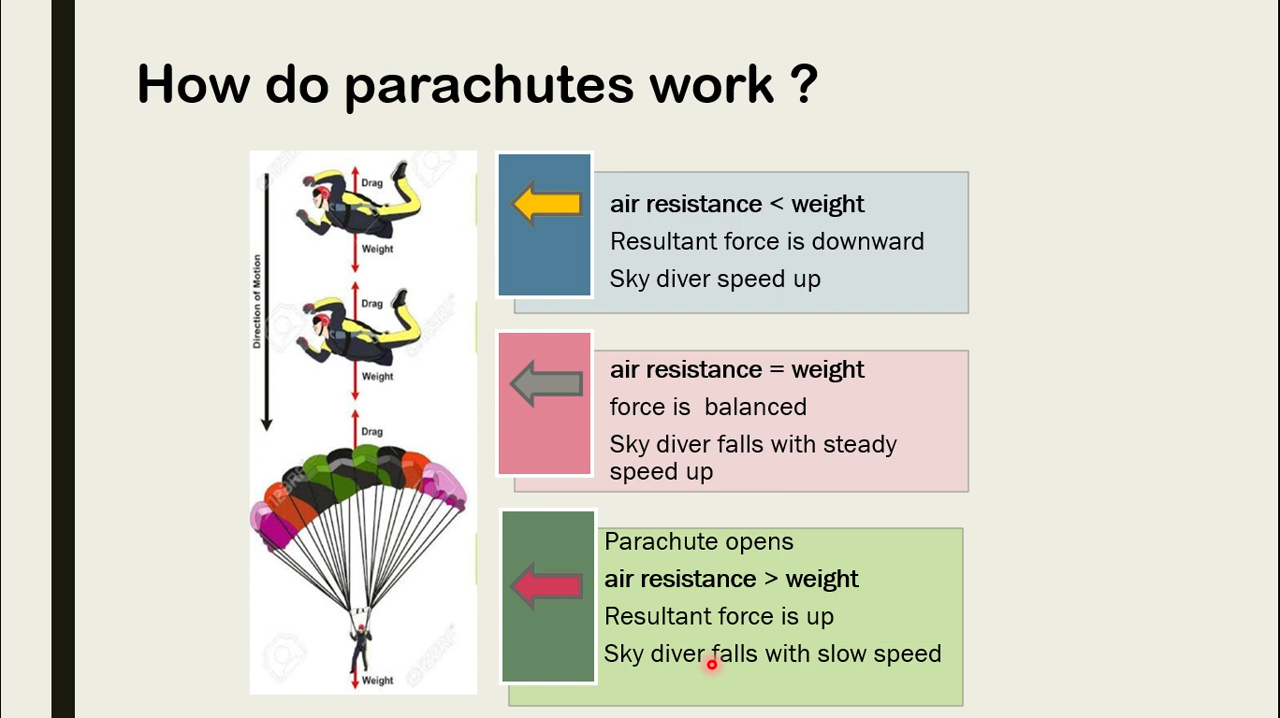 How do parachutes work ?
Drag
Weight
Drag
Weight
Direction of Motion
Drag
Weight
air resistance < weight
Resultant force is downward
Sky diver speed up
air resistance = weight
force is balanced
Sky diver falls with steady
speed up
Parachute opens
air resistance > weight
Resultant force is up
Sky diver falls with slow speed